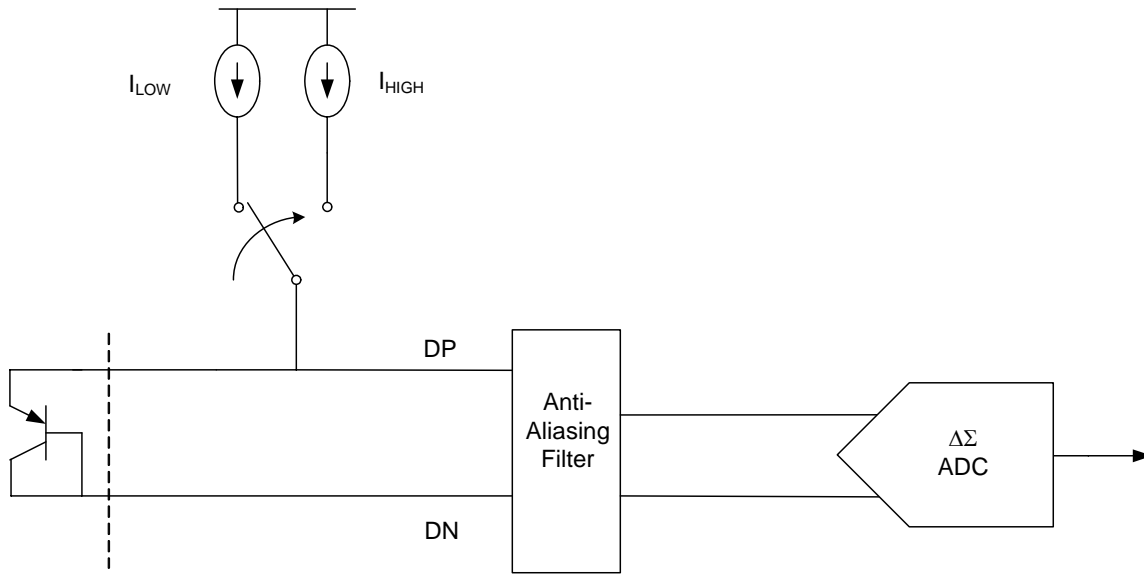 I_LOW
I_HIGH
DP
Anti-
Aliasing
Filter
ΔΣ
ADC
DN